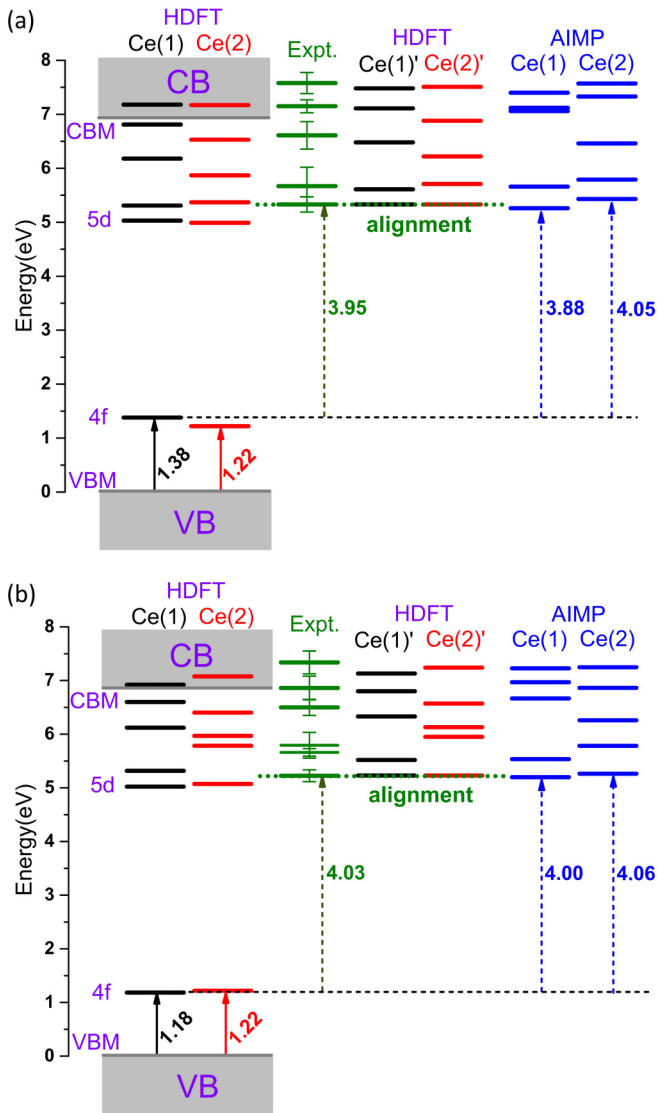 (a)
HDFT
Ce(1) Ce(2)
Expt.
HDFT
Ce(1)' Ce(2)'
AIMP
Ce(1) Ce(2)
8
7
6
5
4
3
2
1
0
Energy(eV)
CB
CBM
5d
alignment
3.95
3.88
4.05
4f
1.38
1.22
VBM
VB
(b)
HDFT
Ce(1) Ce(2)
Expt.
HDFT
Ce(1)' Ce(2)'
AIMP
Ce(1) Ce(2)
8
7
6
5
4
3
2
1
0
Energy(eV)
CB
CBM
5d
alignment
4.03
4.00
4.06
4f
1.18
1.22
VBM
VB